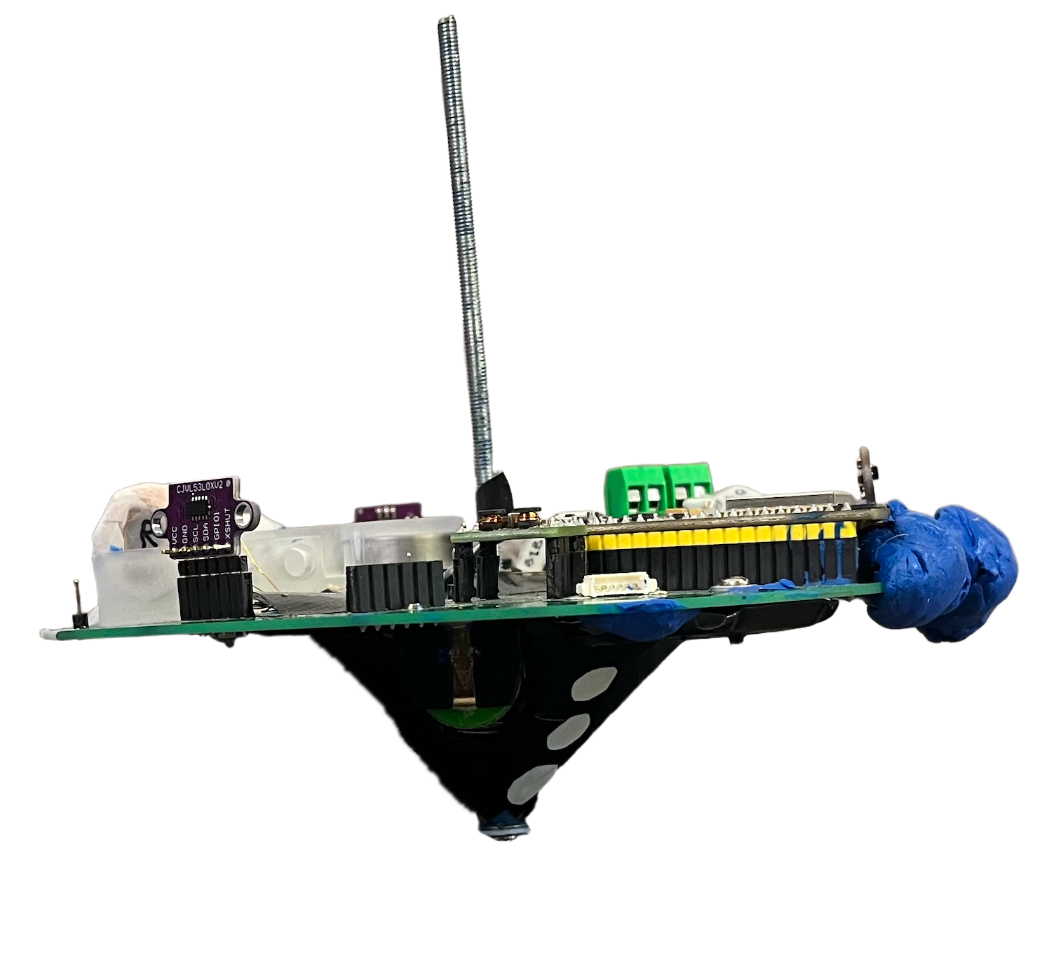 CJVL53L0XV2
VCC
GND
SCL
SDA
GPIO1
XSHUT
R